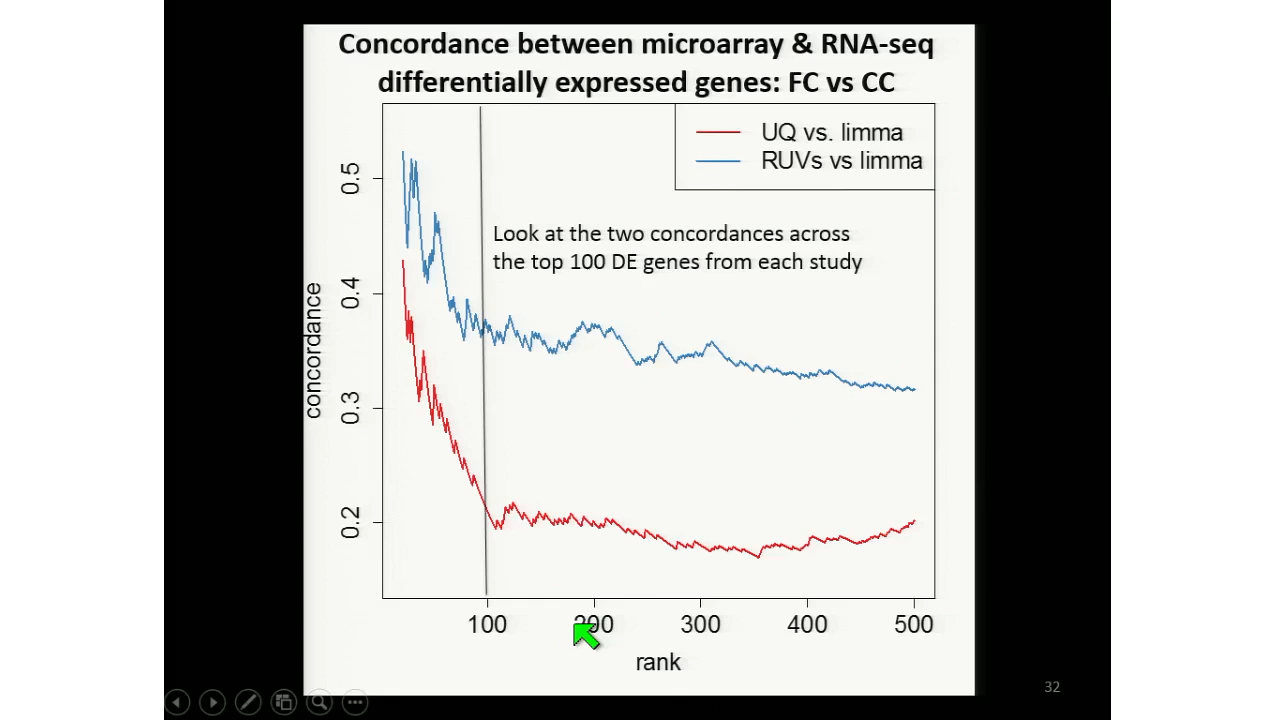 Concordance between microarray & RNA-seq
differentially expressed genes: FC vs CC
UQ vs. limma
RUVs vs limma
Look at the two concordances across
the top 100 DE genes from each study
concordance
0.5
0.4
0.3
0.2
100
200
300
400
500
rank
32